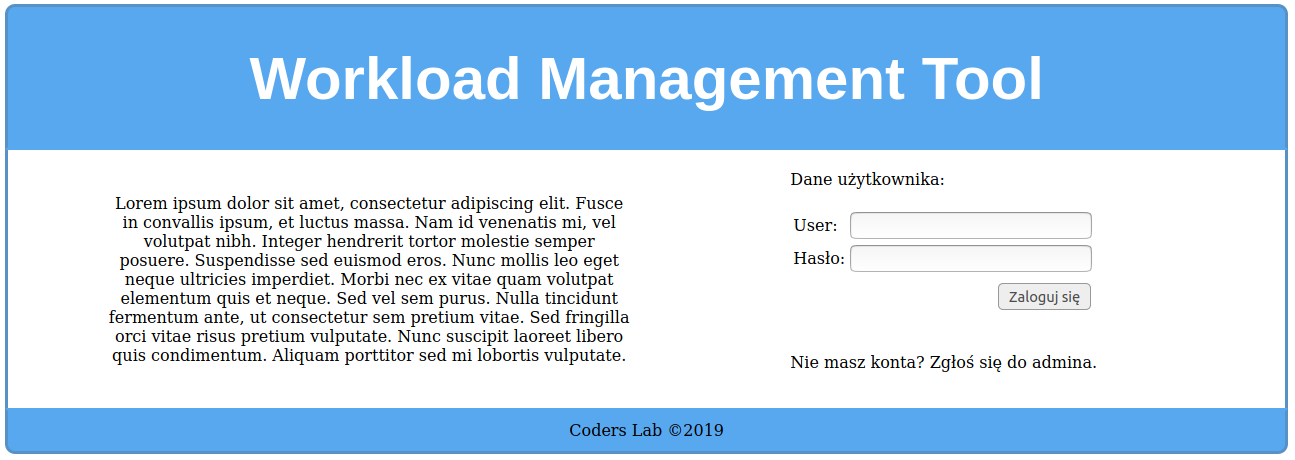 Workload Management Tool
Lorem ipsum dolor sit amet, consectetur adipiscing elit. Fusce
in convallis ipsum, et luctus massa. Nam id venenatis mi, vel
volutpat nibh. Integer hendrerit tortor molestie semper
posuere. Suspendisse sed euismod eros. Nunc mollis leo eget
neque ultricies imperdiet. Morbi nec ex vitae quam volutpat
elementum quis et neque. Sed vel sem purus. Nulla tincidunt
fermentum ante, ut consectetur sem pretium vitae. Sed fringilla
orci vitae risus pretium vulputate. Nunc suscipit laoreet libero
quis condimentum. Aliquam porttitor sed mi lobortis vulputate.
Dane użytkownika:
User:
Hasło:
Zaloguj się
Nie masz konta? Zgłoś się do admina.
Coders Lab ©2019